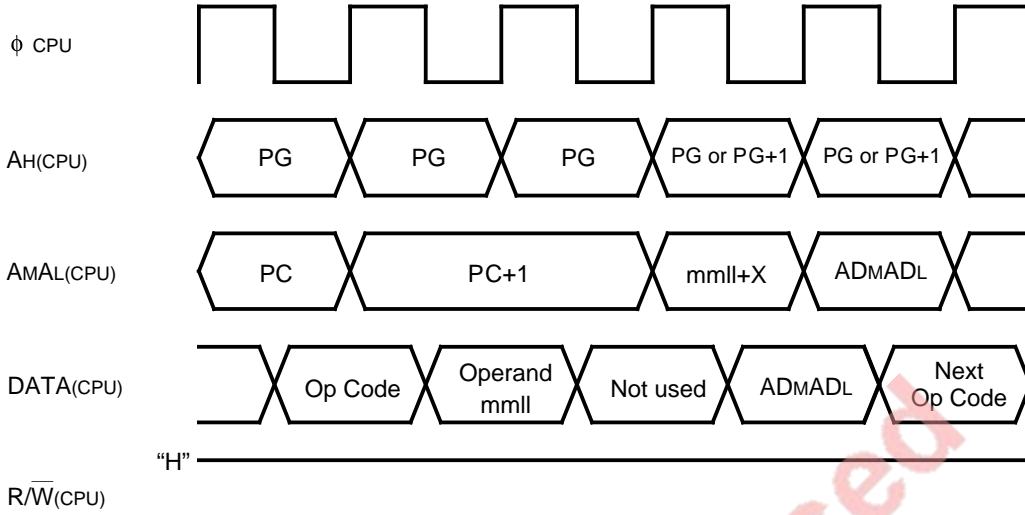 ϕ CPU
AH(CPU) PG PG PG PG or PG+1 PG or PG+1
AMAL(CPU) PC PC+1 mmll+X ADMADL
DATA(CPU) Op Code Operand mmll Not used ADMADL Next Op Code
“H”
R/W̅(CPU)